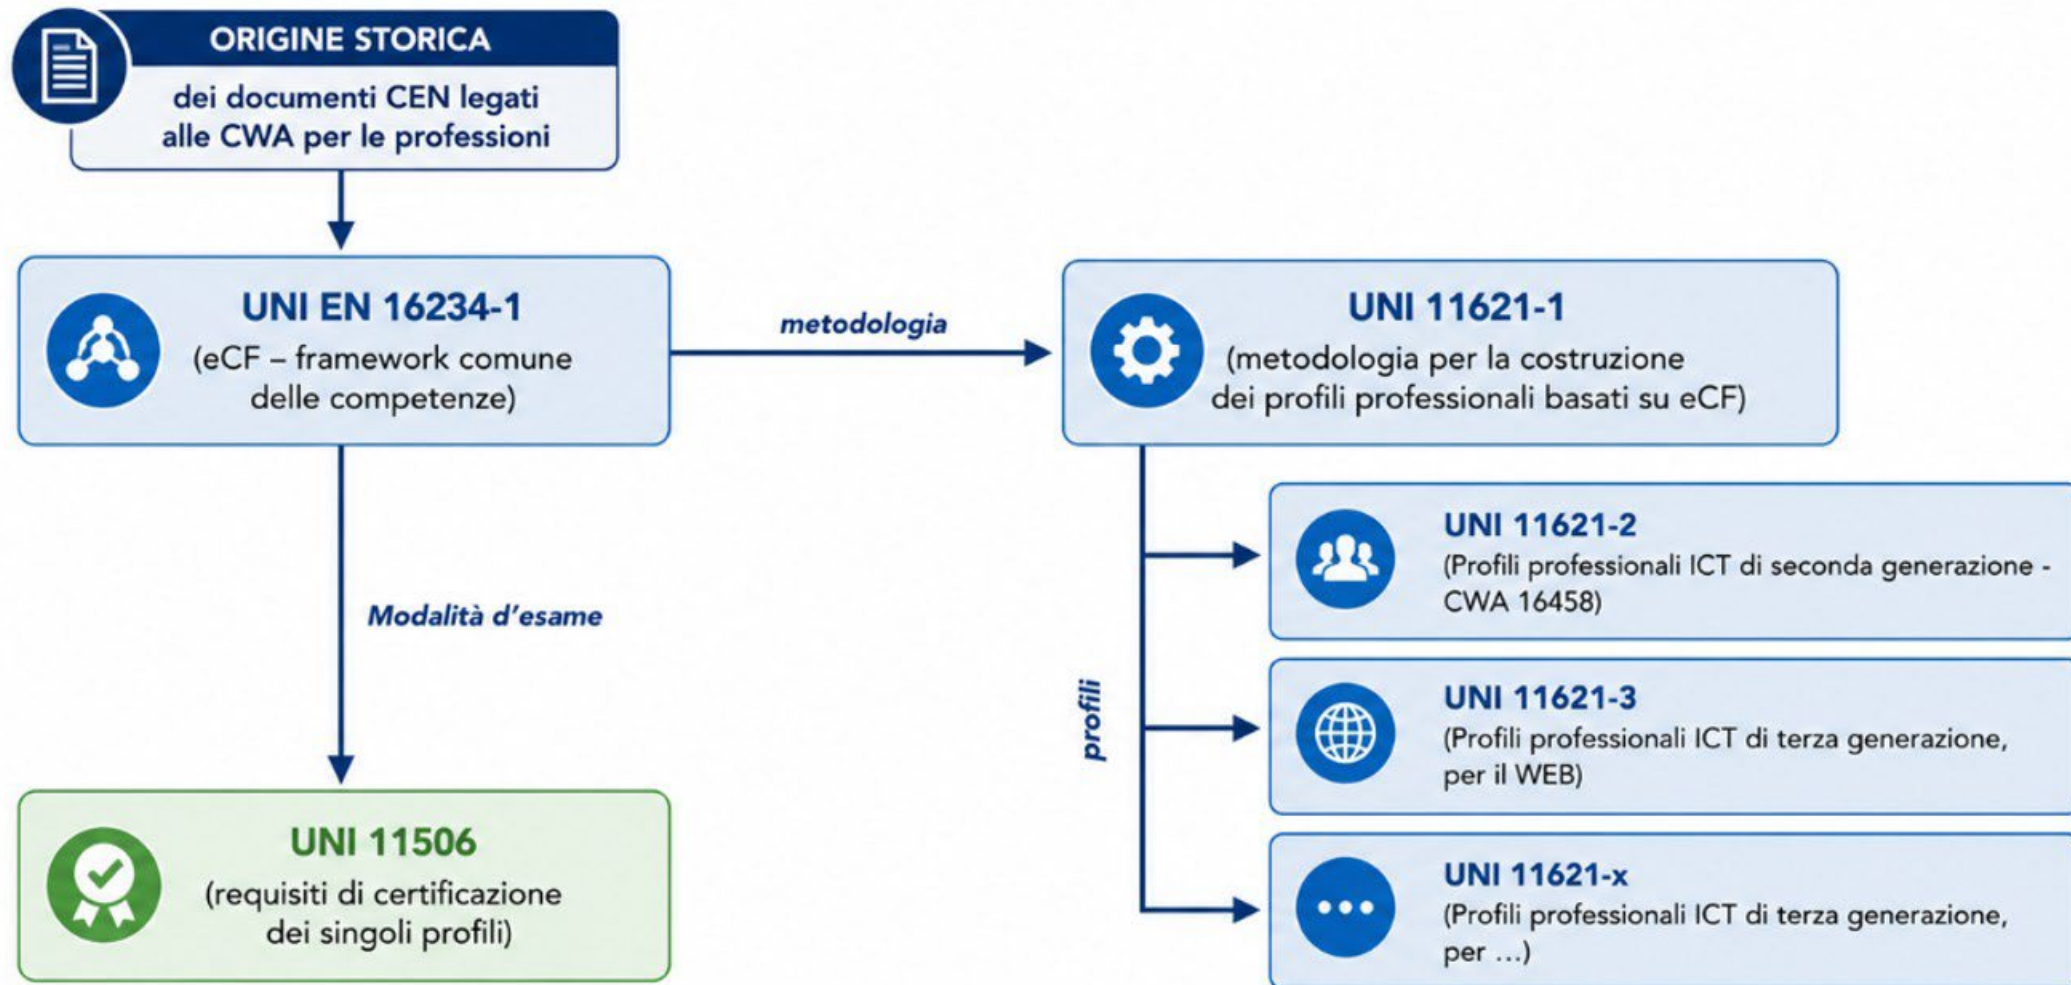 ORIGINE STORICA
dei documenti CEN legati
alle CWA per le professioni
UNI EN 16234-1
(eCF – framework comune
delle competenze)
metodologia
UNI 11621-1
(metodologia per la costruzione
dei profili professionali basati su eCF)
Modalità d’esame
profili
UNI 11621-2
(Profili professionali ICT di seconda generazione -
CWA 16458)
UNI 11621-3
(Profili professionali ICT di terza generazione,
per il WEB)
UNI 11621-x
(Profili professionali ICT di terza generazione,
per ...)
UNI 11506
(requisiti di certificazione
dei singoli profili)